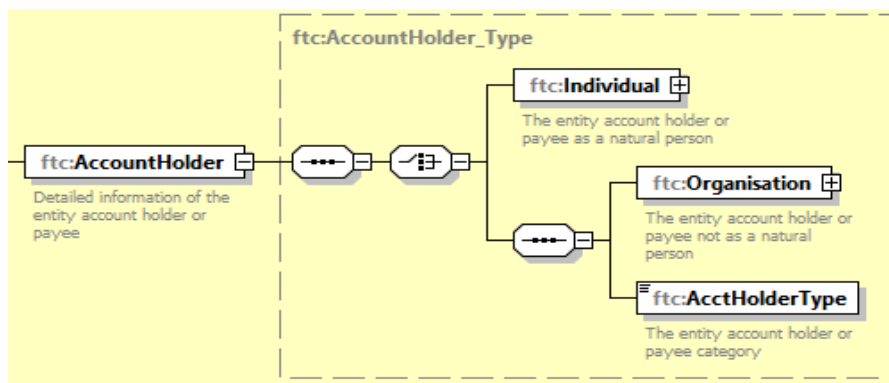 ftc:AccountHolder_Type
ftc:Individual
The entity account holder or
payee as a natural person
ftc:AccountHolder
Detailed information of the
entity account holder or
payee
ftc:Organisation
The entity account holder or
payee not as a natural
person
ftc:AcctHolderType
The entity account holder or
payee category